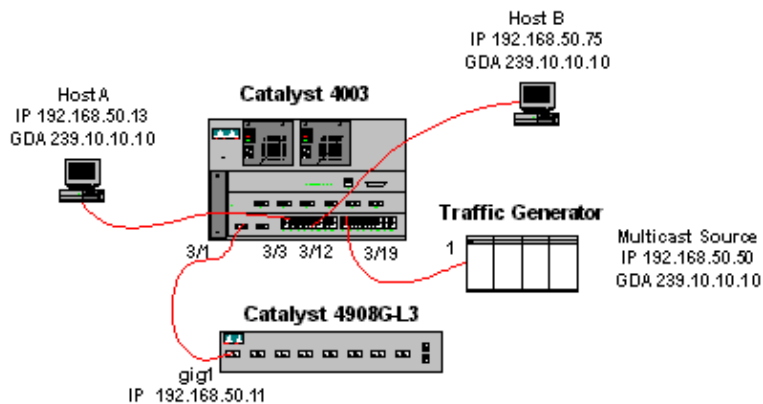 Host B
IP 192.168.50.75
GDA 239.10.10.10
Host A
IP 192.168.50.13
GDA 239.10.10.10
Catalyst 4003
Traffic Generator
Multicast Source
IP 192.168.50.50
GDA 239.10.10.10
1
3/1
3/3
3/12
3/19
Catalyst 4908G-L3
gig1
IP 192.168.50.11